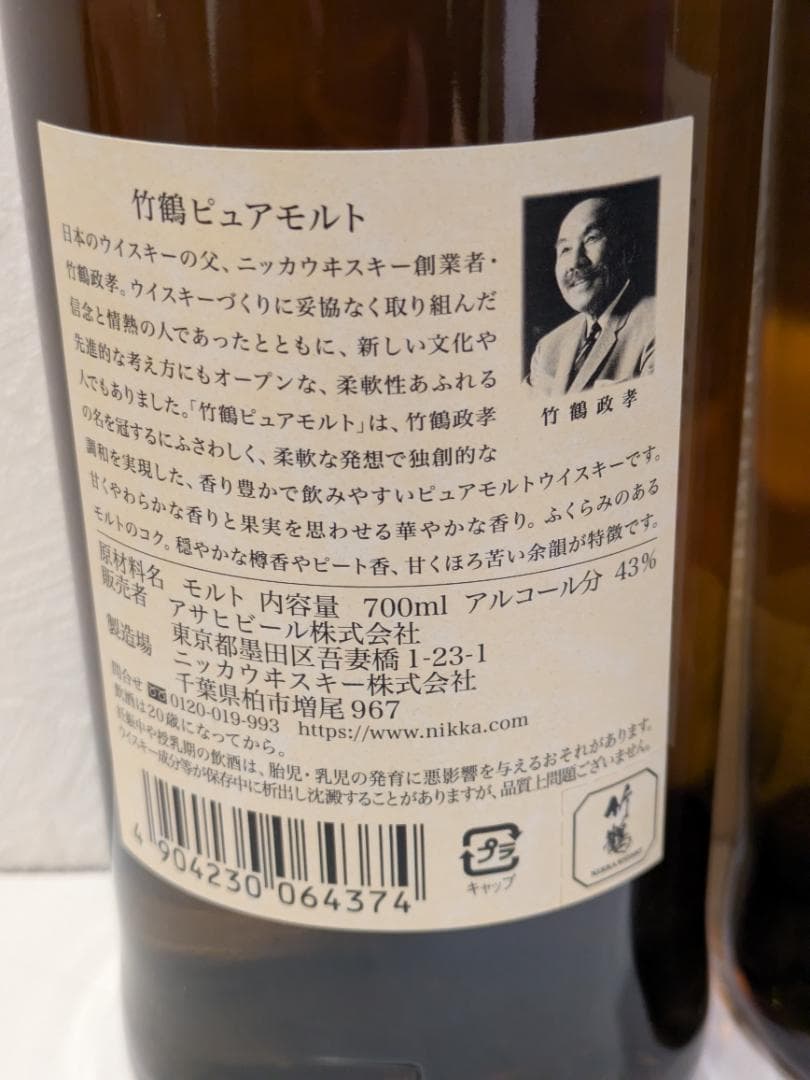 竹鶴ピュアモルト
日本のウイスキーの父、ニッカウヰスキー創業者・
竹鶴政孝。ウイスキーづくりに妥協なく取り組んだ
信念と情熱の人であったとともに、新しい文化や
先進的な考え方にもオープンな、柔軟性あふれる
人でもありました。「竹鶴ピュアモルト」は、竹鶴政孝
の名を冠するにふさわしく、柔軟な発想で独創的な
調和を実現した、香り豊かで飲みやすいピュアモルトウイスキーです。
甘くやわらかな香りと果実を思わせる華やかな香り。ふくらみのある
モルトのコク。穏やかな樽香やピート香、甘くほろ苦い余韻が特徴です。
竹鶴政孝
原材料名 モルト 内容量 700ml アルコール分 43%
販売者 アサヒビール株式会社
東京都墨田区吾妻橋1-23-1
製造場 ニッカウヰスキー株式会社
千葉県柏市増尾967
問合せ 0120-019-993 https://www.nikka.com
飲酒は20歳になってから。
妊娠中や授乳期の飲酒は、胎児・乳児の発育に悪影響を与えるおそれがあります。
ウイスキー成分等が保存中に析出し沈澱することがありますが、品質上問題ございません。
4 904230 064374
プラ
キャップ
竹鶴